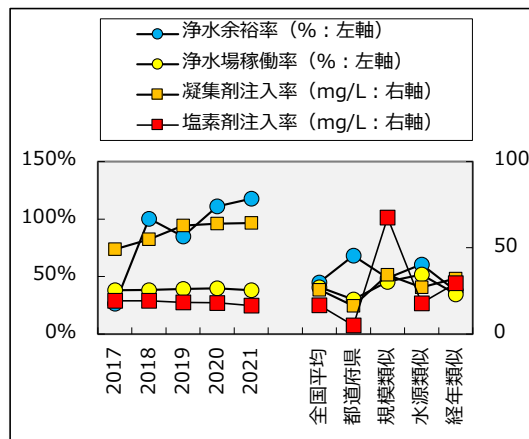 浄水余裕率（%：左軸）
浄水場稼働率（%：左軸）
凝集剤注入率（mg/L：右軸）
塩素剤注入率（mg/L：右軸）
150%
100%
50%
0%
100
50
0
2017
2018
2019
2020
2021
全国平均
都道府県
規模類似
水源類似
経年類似